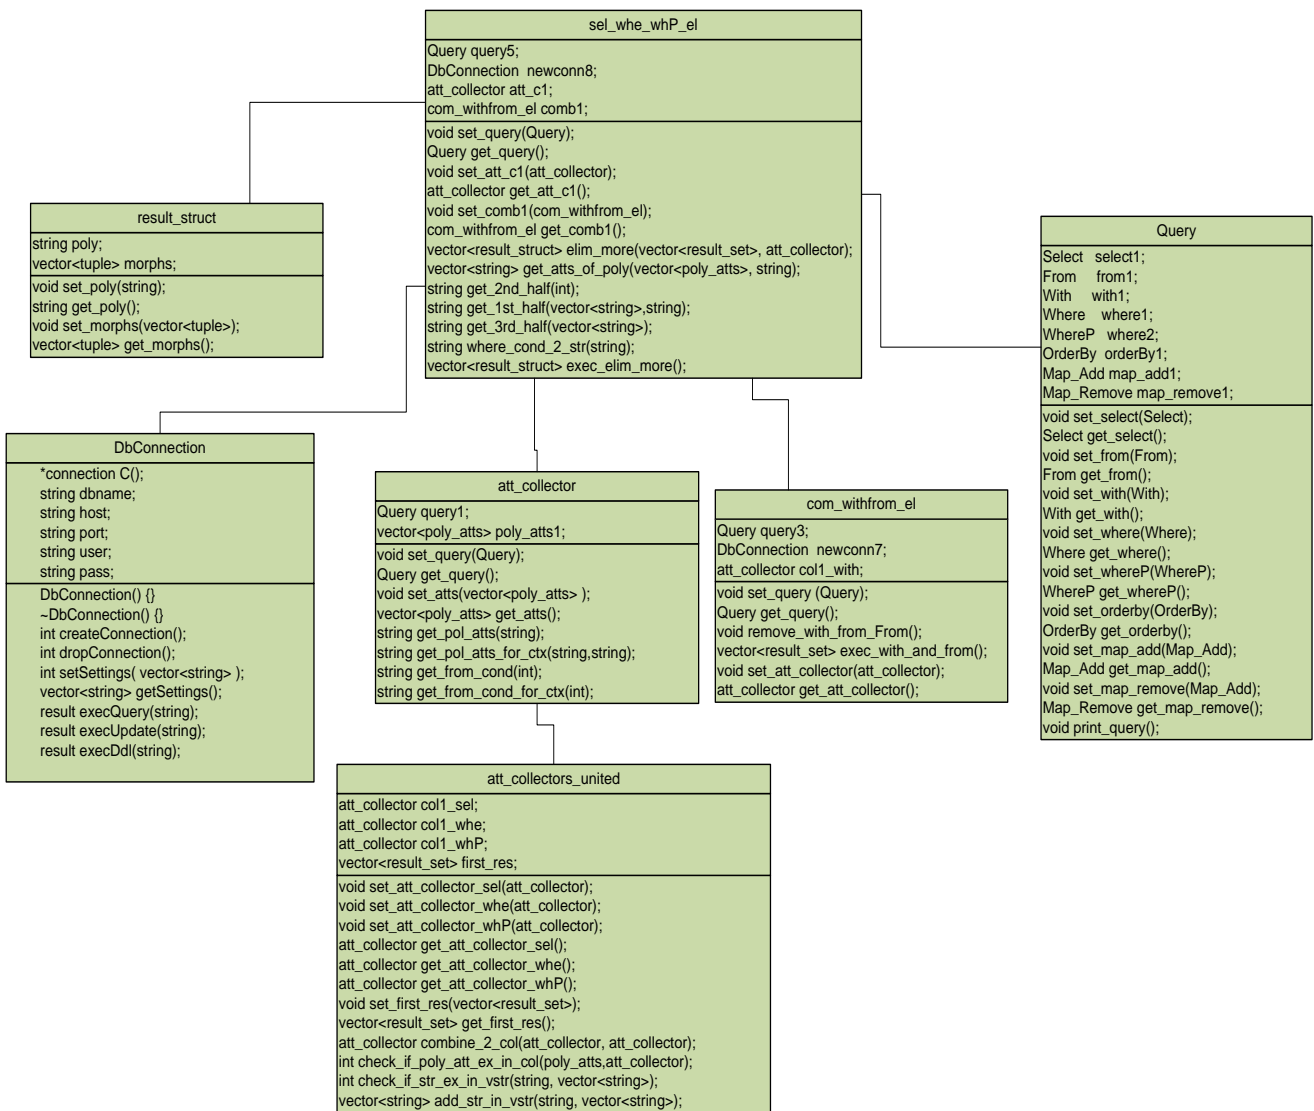 sel_whe_whP_el
Query query5;
DbConnection newconn8;
att_collector att_c1;
com_withfrom_el comb1;
void set_query(Query);
Query get_query();
void set_att_c1(att_collector);
att_collector get_att_c1();
void set_comb1(com_withfrom_el);
com_withfrom_el get_comb1();
vector<result_struct> elim_more(vector<result_set>, att_collector);
vector<string> get_atts_of_poly(vector<poly_atts>, string);
string get_2nd_half(int);
string get_1st_half(vector<string>,string);
string get_3rd_half(vector<string>);
string where_cond_2_str(string);
vector<result_struct> exec_elim_more();
result_struct
string poly;
vector<tuple> morphs;
void set_poly(string);
string get_poly();
void set_morphs(vector<tuple>);
vector<tuple> get_morphs();
Query
Select select1;
From from1;
With with1;
Where where1;
WhereP where2;
OrderBy orderBy1;
Map_Add map_add1;
Map_Remove map_remove1;
void set_select(Select);
Select get_select();
void set_from(From);
From get_from();
void set_with(With);
With get_with();
void set_where(Where);
Where get_where();
void set_whereP(WhereP);
WhereP get_whereP();
void set_orderby(OrderBy);
OrderBy get_orderby();
void set_map_add(Map_Add);
Map_Add get_map_add();
void set_map_remove(Map_Add);
Map_Remove get_map_remove();
void print_query();
DbConnection
*connection C();
string dbname;
string host;
string port;
string user;
string pass;
DbConnection() {}
~DbConnection() {}
int createConnection();
int dropConnection();
int setSettings( vector<string> );
vector<string> getSettings();
result execQuery(string);
result execUpdate(string);
result execDdl(string);
att_collector
Query query1;
vector<poly_atts> poly_atts1;
void set_query(Query);
Query get_query();
void set_atts(vector<poly_atts> );
vector<poly_atts> get_atts();
string get_pol_atts(string);
string get_pol_atts_for_ctx(string,string);
string get_from_cond(int);
string get_from_cond_for_ctx(int);
com_withfrom_el
Query query3;
DbConnection newconn7;
att_collector col1_with;
void set_query (Query);
Query get_query();
void remove_with_from_From();
vector<result_set> exec_with_and_from();
void set_att_collector(att_collector);
att_collector get_att_collector();
att_collectors_united
att_collector col1_sel;
att_collector col1_whe;
att_collector col1_whP;
vector<result_set> first_res;
void set_att_collector_sel(att_collector);
void set_att_collector_whe(att_collector);
void set_att_collector_whP(att_collector);
att_collector get_att_collector_sel();
att_collector get_att_collector_whe();
att_collector get_att_collector_whP();
void set_first_res(vector<result_set>);
vector<result_set> get_first_res();
att_collector combine_2_col(att_collector, att_collector);
int check_if_poly_att_ex_in_col(poly_atts,att_collector);
int check_if_str_ex_in_vstr(string, vector<string>);
vector<string> add_str_in_vstr(string, vector<string>);